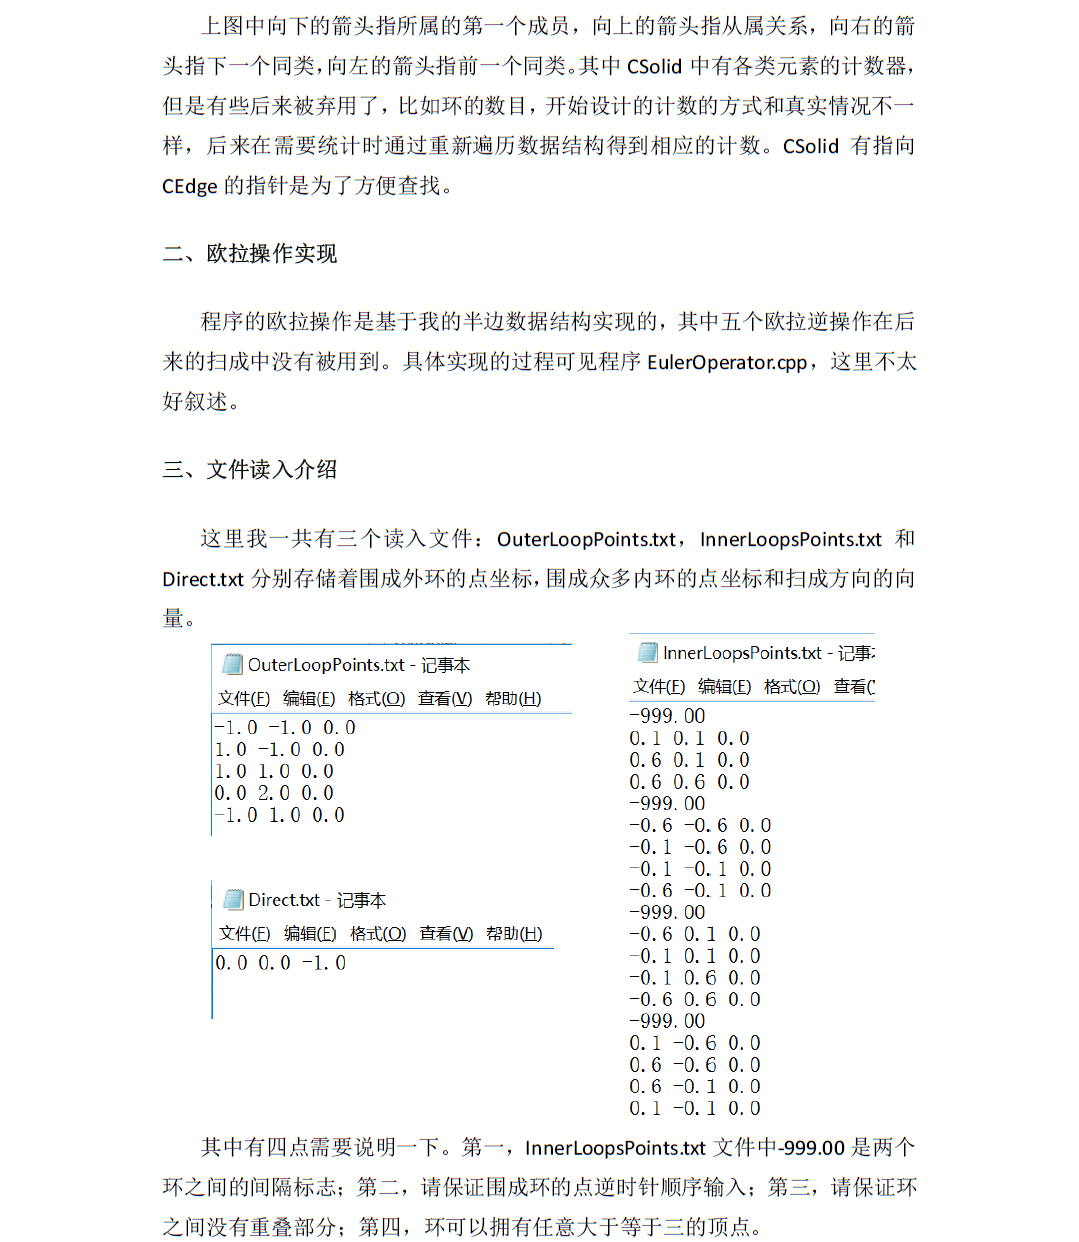 上图中向下的箭头指所属的第一个成员，向上的箭头指从属关系，向右的箭
头指下一个同类，向左的箭头指前一个同类。其中 CSolid 中有各类元素的计数器，
但是有些后来被弃用了，比如环的数目，开始设计的计数的方式和真实情况不一
样，后来在需要统计时通过重新遍历数据结构得到相应的计数。CSolid 有指向
CEdge 的指针是为了方便查找。
二、欧拉操作实现
程序的欧拉操作是基于我的半边数据结构实现的，其中五个欧拉逆操作在后
来的扫成中没有被用到。具体实现的过程可见程序 EulerOperator.cpp，这里不太
好叙述。
三、文件读入介绍
这里我一共有三个读入文件：OuterLoopPoints.txt，InnerLoopsPoints.txt 和
Direct.txt 分别存储着围成外环的点坐标，围成众多内环的点坐标和扫成方向的向
量。
OuterLoopPoints.txt - 记事本
文件(F) 编辑(E) 格式(O) 查看(V) 帮助(H)
-1.0 -1.0 0.0
1.0 -1.0 0.0
1.0 1.0 0.0
0.0 2.0 0.0
-1.0 1.0 0.0
Direct.txt - 记事本
文件(F) 编辑(E) 格式(O) 查看(V) 帮助(H)
0.0 0.0 -1.0
InnerLoopsPoints.txt - 记事
文件(F) 编辑(E) 格式(O) 查看(
-999.00
0.1 0.1 0.0
0.6 0.1 0.0
0.6 0.6 0.0
-999.00
-0.6 -0.6 0.0
-0.1 -0.6 0.0
-0.1 -0.1 0.0
-0.6 -0.1 0.0
-999.00
-0.6 0.1 0.0
-0.1 0.1 0.0
-0.1 0.6 0.0
-0.6 0.6 0.0
-999.00
0.1 -0.6 0.0
0.6 -0.6 0.0
0.6 -0.1 0.0
0.1 -0.1 0.0
其中有四点需要说明一下。第一，InnerLoopsPoints.txt 文件中-999.00 是两个
环之间的间隔标志；第二，请保证围成环的点逆时针顺序输入；第三，请保证环
之间没有重叠部分；第四，环可以拥有任意大于等于三的顶点。